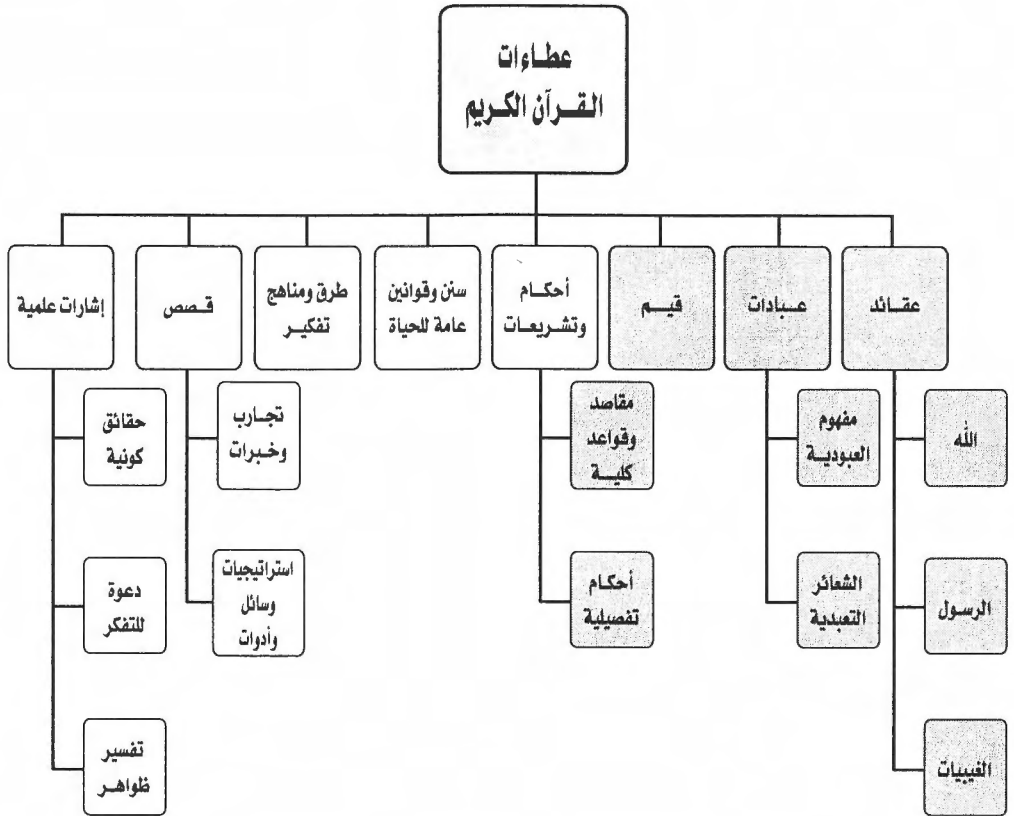 عطاءات
القرآن الكريم
عقائد
عبادات
قيم
أحكام
وتشريعات
سنن وقوانين
عامة للحياة
طرق ومناهج
تفكير
قصص
إشارات علمية
الله
الرسول
الغيبيات
مفهوم
العبودية
الشعائر
التعبدية
مقاصد
وقواعد
كلية
أحكام
تفصيلية
تجارب
وخبرات
استراتيجيات
وسائل
وأدوات
حقائق
كونية
دعوة
للتفكر
تفسير
ظواهر